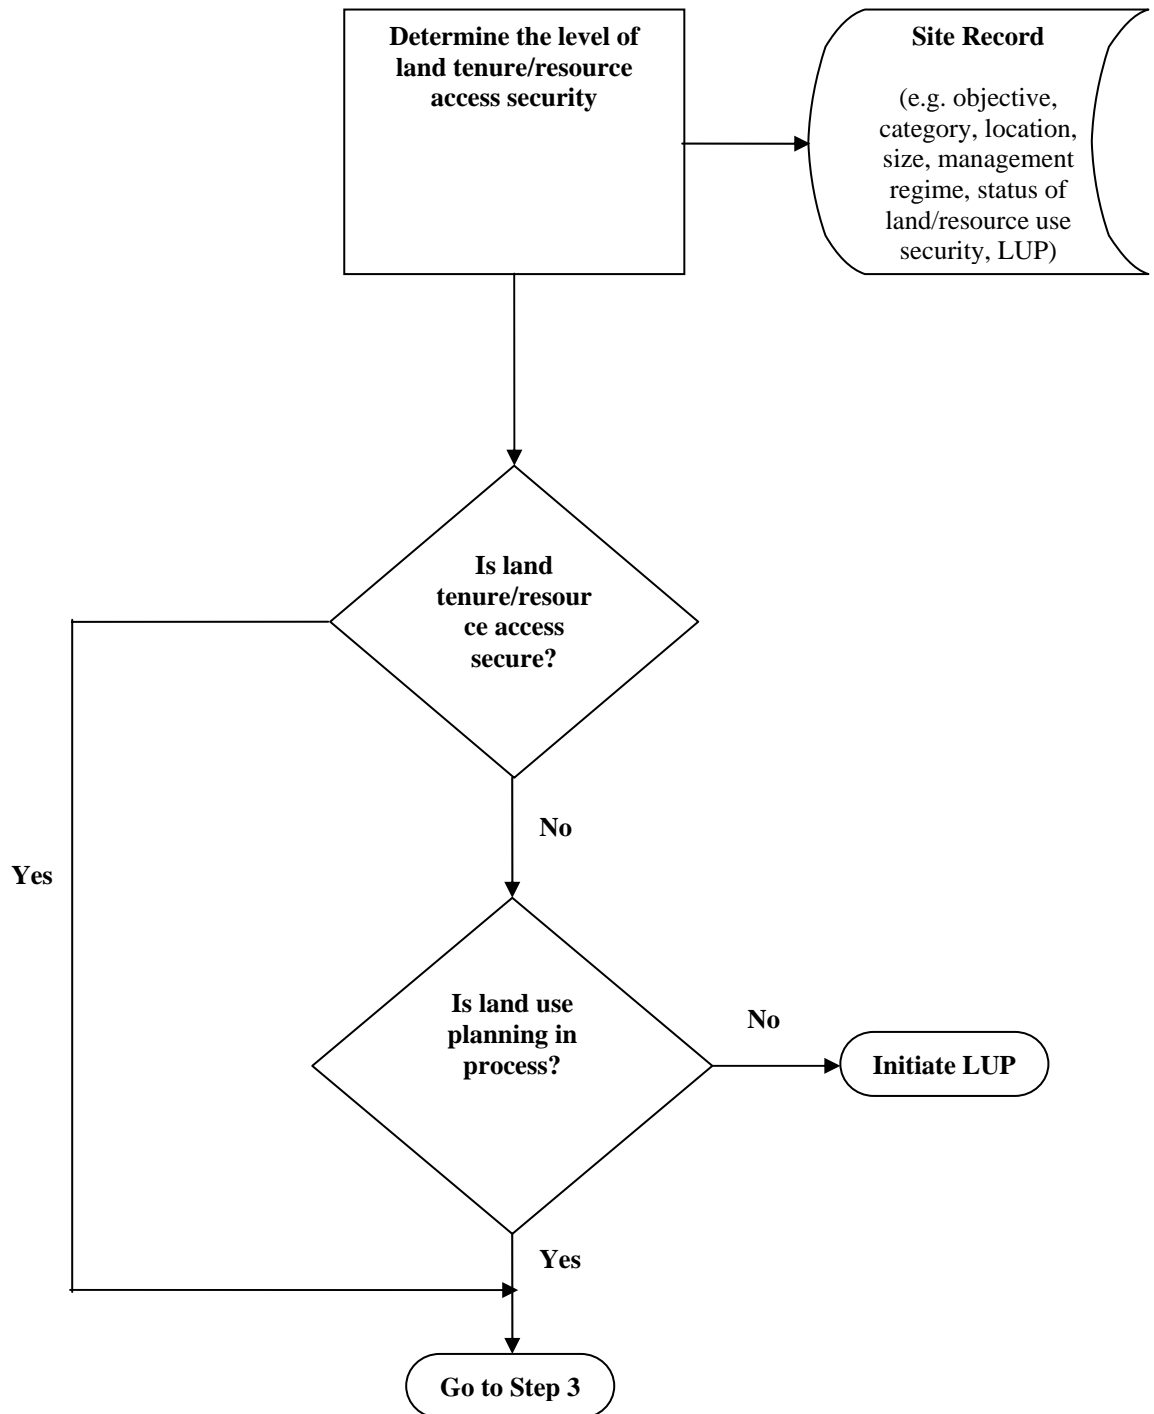 Determine the level of
land tenure/resource
access security
Site Record
(e.g. objective,
category, location,
size, management
regime, status of
land/resource use
security, LUP)
Is land
tenure/resour
ce access
secure?
No
Yes
Is land use
planning in
process?
No
Initiate LUP
Yes
Go to Step 3